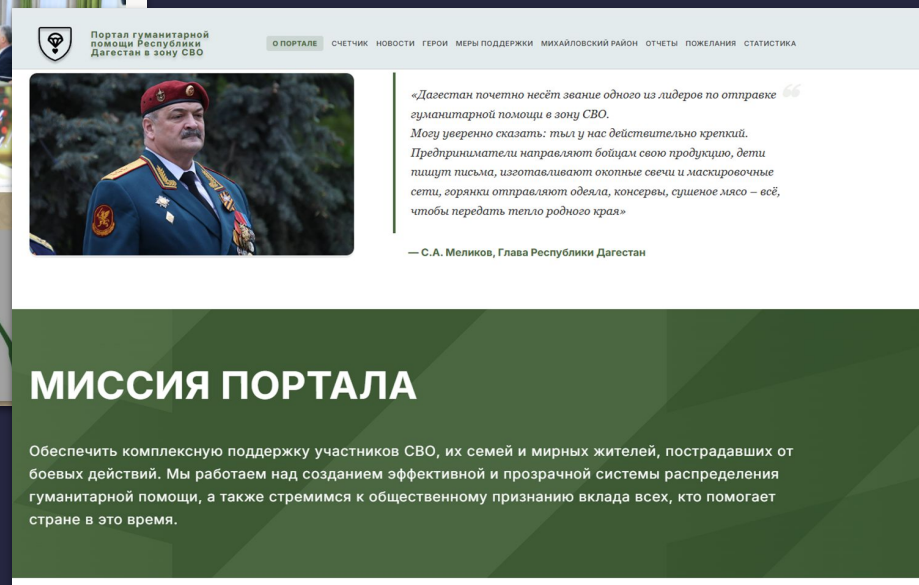 Портал гуманитарной
помощи Республики
Дагестан в зону СВО
О ПОРТАЛЕ СЧЕТЧИК НОВОСТИ ГЕРОИ МЕРЫ ПОДДЕРЖКИ МИХАЙЛОВСКИЙ РАЙОН ОТЧЕТЫ ПОЖЕЛАНИЯ СТАТИСТИКА
«Дагестан почетно несёт звание одного из лидеров по отправке
гуманитарной помощи в зону СВО.
Могу уверенно сказать: тыл у нас действительно крепкий.
Предприниматели направляют бойцам свою продукцию, дети
пишут письма, изготавливают окопные свечи и маскировочные
сети, горянки отправляют одеяла, консервы, сушеное мясо – всё,
чтобы передать тепло родного края»
— С.А. Меликов, Глава Республики Дагестан
МИССИЯ ПОРТАЛА
Обеспечить комплексную поддержку участников СВО, их семей и мирных жителей, пострадавших от
боевых действий. Мы работаем над созданием эффективной и прозрачной системы распределения
гуманитарной помощи, а также стремимся к общественному признанию вклада всех, кто помогает
стране в это время.